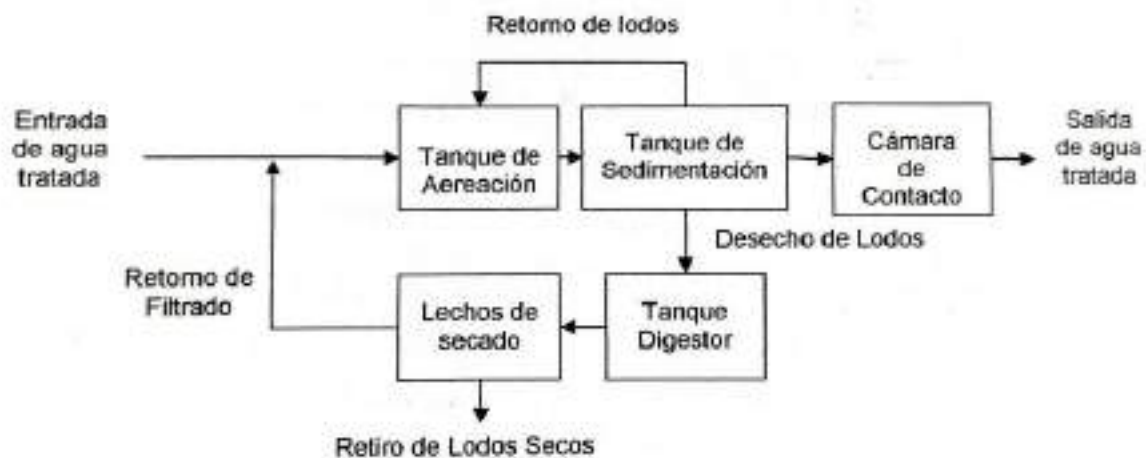 Retorno de lodos
Entrada
de agua
tratada
Tanque de
Aereación
Tanque de
Sedimentación
Cámara
de
Contacto
Salida
de agua
tratada
Desecho de Lodos
Retorno de
Filtrado
Lechos de
secado
Tanque
Digestor
Retiro de Lodos Secos